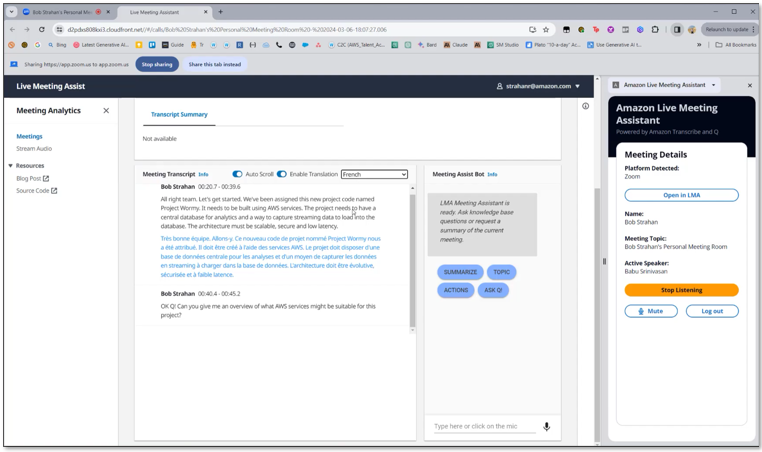 Bob Strahan's Personal M
Live Meeting Assistant
d2pdxs808lkxi3.cloudfront.net/#/calls/Bob%20Strahan's%20Personal%20Meeting%20Room%20-%202024-03-06-18:07:27.006
Relaunch to update
Bing
Latest Generative AI...
Guide
C2C (AWS_Talent_Ac...
Bard
Claude
SM Studio
Plato: "10-a-day" Ac...
Use Generative AI t...
All Bookmarks
Sharing https://app.zoom.us to app.zoom.us
Stop sharing
Share this tab instead
Live Meeting Assist
strahanr@amazon.com
Meeting Analytics
Meetings
Stream Audio
Resources
Blog Post
Source Code
Transcript Summary
Not available
Meeting Transcript Info
Auto Scroll
Enable Translation
French
Bob Strahan 00:20.7 - 00:39.6
All right team. Let's get started. We've been assigned this new project code named
Project Wormy. It needs to be built using AWS services. The project needs to have a
central database for analytics and a way to capture streaming data to load into the
database. The architecture must be scalable, secure and low latency.
Très bonne équipe. Allons-y. Ce nouveau code de projet nommé Project Wormy nous
a été attribué. Il doit être créé à l'aide des services AWS. Le projet doit disposer d'une
base de données centrale pour les analyses et d'un moyen de capturer les données
en streaming à charger dans la base de données. L'architecture doit être évolutive,
sécurisée et à faible latence.
Bob Strahan 00:40.4 - 00:45.2
OK Q! Can you give me an overview of what AWS services might be suitable for this
project?
Meeting Assist Bot Info
LMA Meeting Assistant is
ready. Ask knowledge base
questions or request a
summary of the current
meeting.
SUMMARIZE
TOPIC
ACTIONS
ASK Q!
Type here or click on the mic
Amazon Live Meeting Assistant
Amazon Live Meeting
Assistant
Powered by Amazon Transcribe and Q
Meeting Details
Platform Detected:
Zoom
Open in LMA
Name:
Bob Strahan
Meeting Topic:
Bob Strahan's Personal Meeting Room
Active Speaker:
Babu Srinivasan
Stop Listening
Mute
Log out